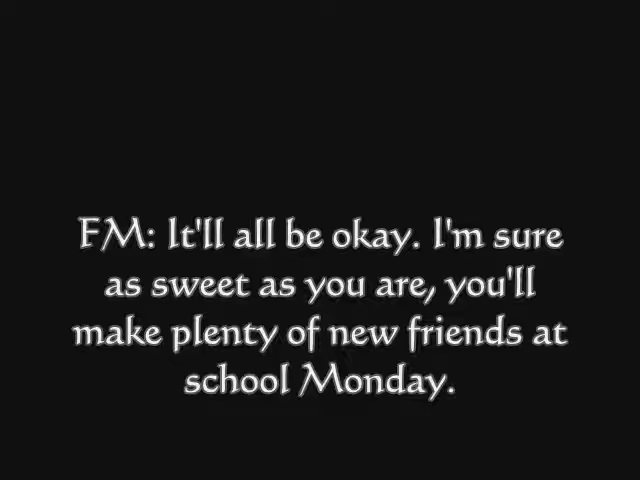 FM: It'll all be okay. I'm sure
as sweet as you are, you'll
make plenty of new friends at
school Monday.